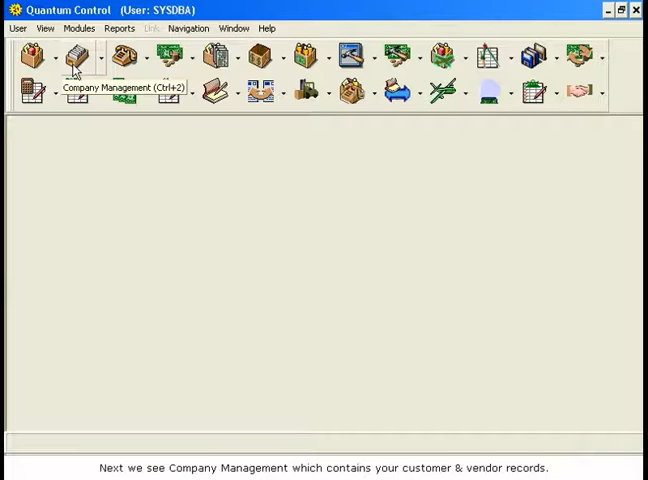 Quantum Control (User: SYSDBA)
User View Modules Reports Link Navigation Window Help
Company Management (Ctrl+2)
Next we see Company Management which contains your customer & vendor records.